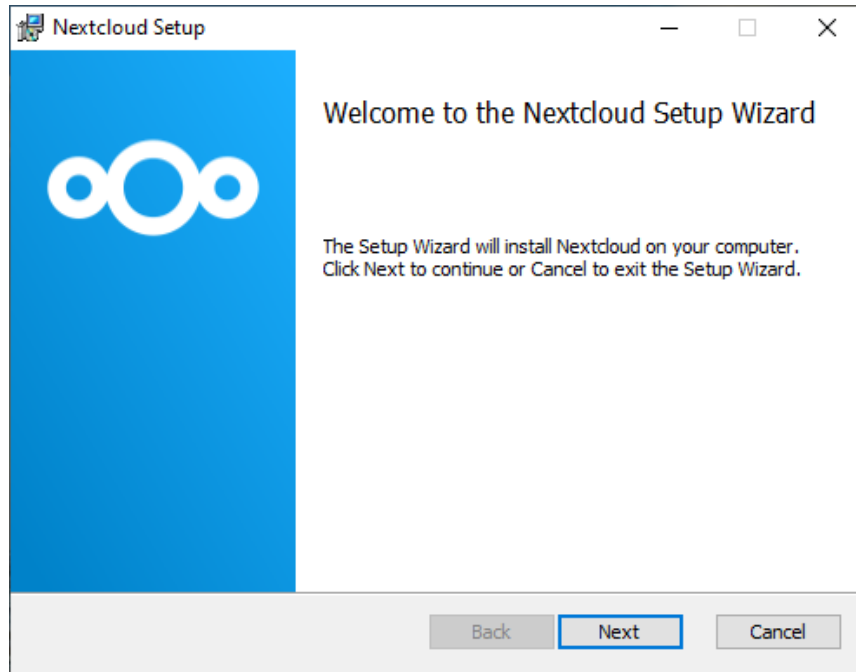 Nextcloud Setup
Welcome to the Nextcloud Setup Wizard
The Setup Wizard will install Nextcloud on your computer.
Click Next to continue or Cancel to exit the Setup Wizard.
Back
Next
Cancel